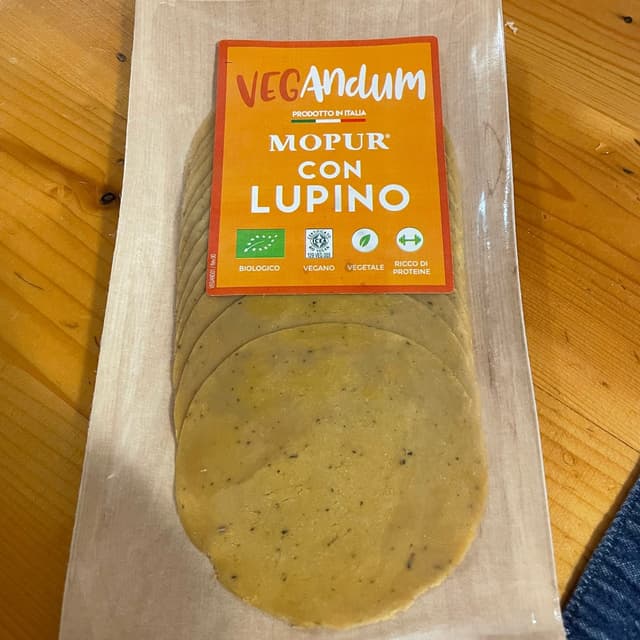 VEGANDUM
PRODOTTO IN ITALIA
MOPUR®
CON
LUPINO
BIOLOGICO
VEGANO
VEGETALE
RICCO DI
PROTEINE